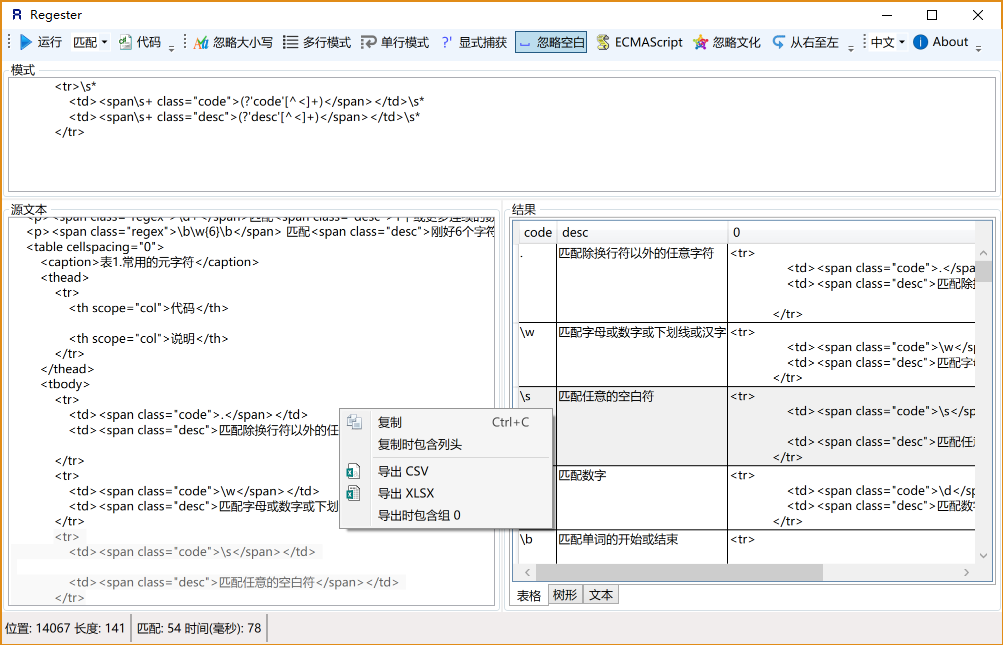 Regester
运行 匹配 代码 忽略大小写 多行模式 单行模式 ?' 显式捕获 忽略空白 ECMAScript 忽略文化 从右至左 中文 About
模式
<tr>\s*
<td><span\s+ class="code">(?'code'[^<]+)</span></td>\s*
<td><span\s+ class="desc">(?'desc'[^<]+)</span></td>\s*
</tr>
源文本
<p><span class="regex">\b\w{6}\b</span> 匹配<span class="desc">刚好6个字符
<table cellspacing="0">
<caption>表1.常用的元字符</caption>
<thead>
<tr>
<th scope="col">代码</th>
<th scope="col">说明</th>
</tr>
</thead>
<tbody>
<tr>
<td><span class="code">.</span></td>
<td><span class="desc">匹配除换行符以外的任
</tr>
<tr>
<td><span class="code">\w</span></td>
<td><span class="desc">匹配字母或数字或下划
</tr>
<tr>
<td><span class="code">\s</span></td>
<td><span class="desc">匹配任意的空白符</span></td>
</tr>
复制 Ctrl+C
复制时包含列头
导出 CSV
导出 XLSX
导出时包含组 0
结果
code desc 0
. 匹配除换行符以外的任意字符 <tr>
<td><span class="code">.</spa
<td><span class="desc">匹配除
</tr>
\w 匹配字母或数字或下划线或汉字 <tr>
<td><span class="code">\w</s
<td><span class="desc">匹配字
</tr>
\s 匹配任意的空白符 <tr>
<td><span class="code">\s</sp
<td><span class="desc">匹配任
</tr>
匹配数字 <tr>
<td><span class="code">\d</s
<td><span class="desc">匹配数
</tr>
\b 匹配单词的开始或结束 <tr>
表格 树形 文本
位置: 14067 长度: 141 匹配: 54 时间(毫秒): 78